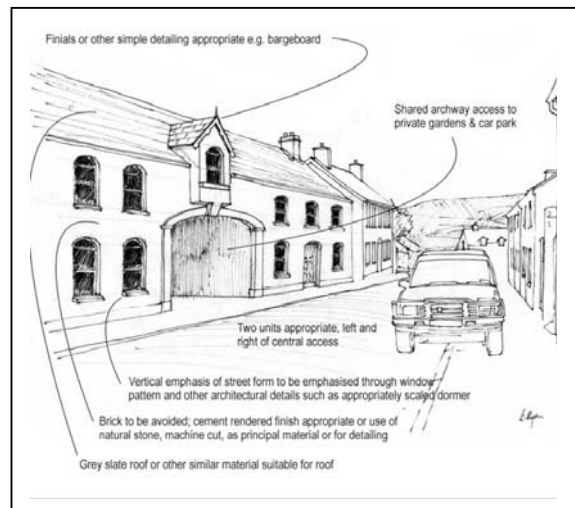 Finials or other simple detailing appropriate e.g. bargeboard
Shared archway access to
private gardens & car park
Two units appropriate, left and
right of central access
Vertical emphasis of street form to be emphasised through window
pattern and other architectural details such as appropriately scaled dormer
Brick to be avoided; cement rendered finish appropriate or use of
natural stone, machine cut, as principal material or for detailing
Grey slate roof or other similar material suitable for roof